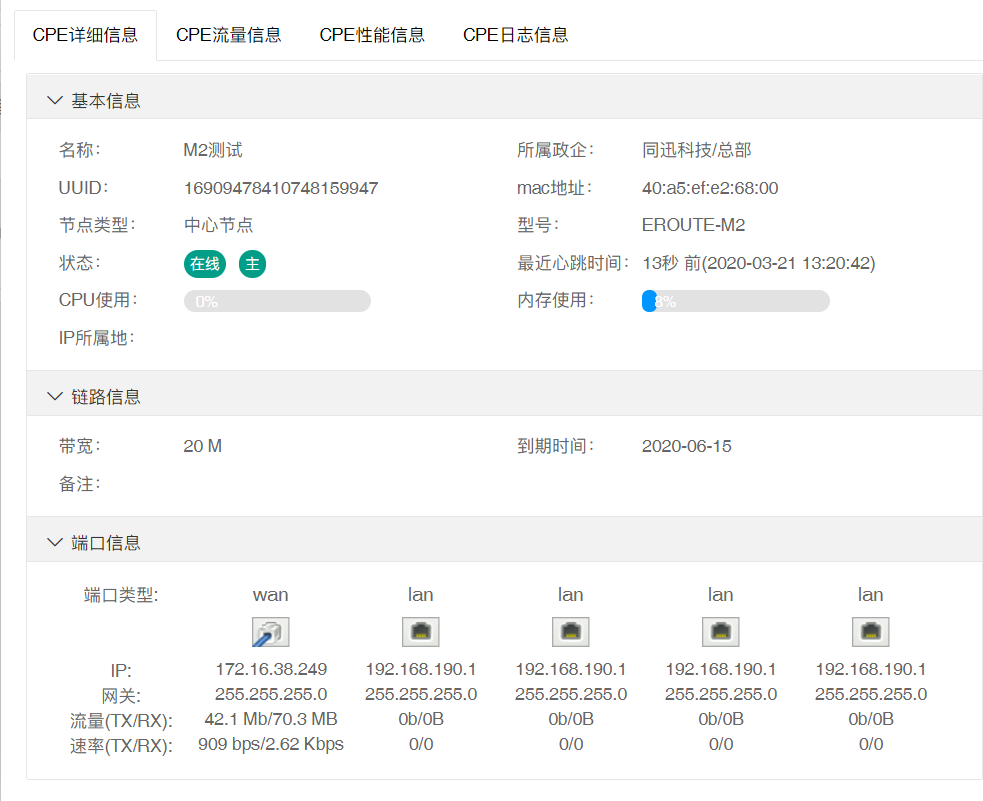 CPE详细信息 CPE流量信息 CPE性能信息 CPE日志信息
基本信息
名称： M2测试 所属政企： 同迅科技/总部
UUID： 16909478410748159947 mac地址： 40:a5:ef:e2:68:00
节点类型： 中心节点 型号： EROUTE-M2
状态： 在线 主 最近心跳时间： 13秒 前(2020-03-21 13:20:42)
CPU使用： 0% 内存使用： 8%
IP所属地：
链路信息
带宽： 20 M 到期时间： 2020-06-15
备注：
端口信息
端口类型: wan lan lan lan lan
IP: 172.16.38.249 192.168.190.1 192.168.190.1 192.168.190.1 192.168.190.1
网关: 255.255.255.0 255.255.255.0 255.255.255.0 255.255.255.0 255.255.255.0
流量(TX/RX): 42.1 Mb/70.3 MB 0b/0B 0b/0B 0b/0B 0b/0B
速率(TX/RX): 909 bps/2.62 Kbps 0/0 0/0 0/0 0/0